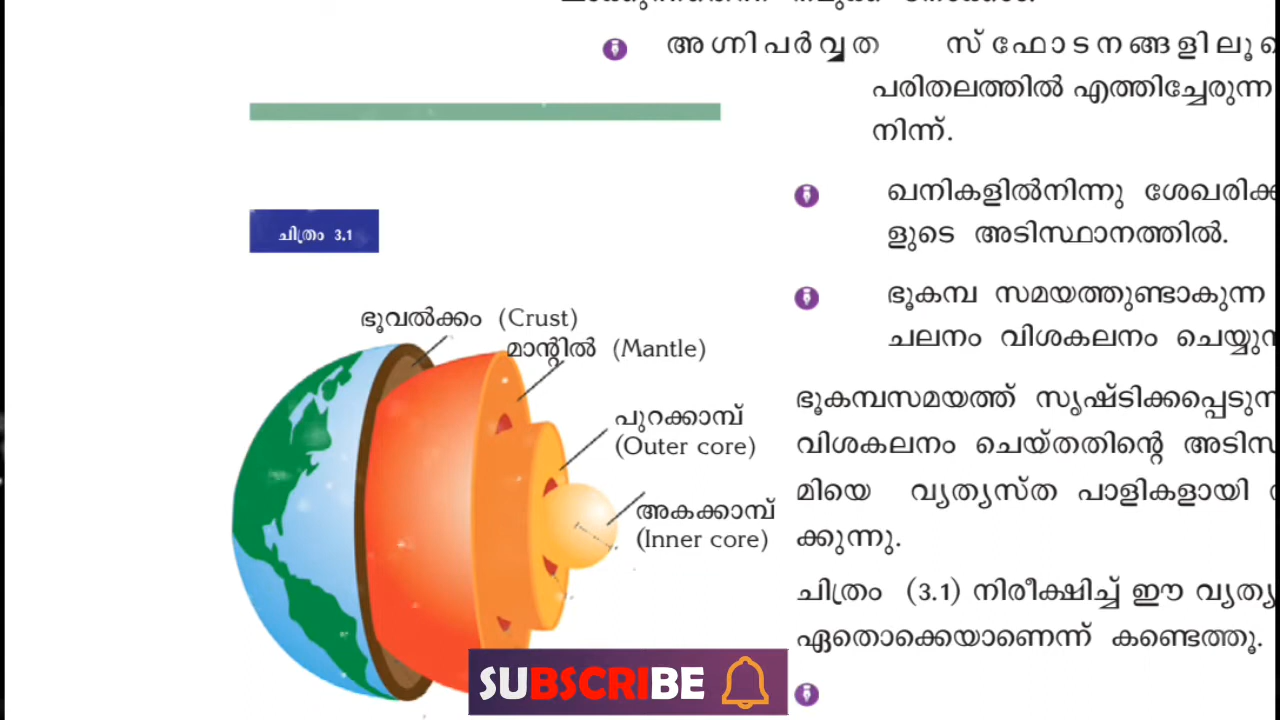 അഗ്നിപർവ്വത സ്ഫോടനങ്ങളിലൂ
പരിതലത്തിൽ എത്തിച്ചേരുന്ന
നിന്ന്.
ഖനികളിൽനിന്നു ശേഖരിക്ക
ളുടെ അടിസ്ഥാനത്തിൽ.
ഭൂകമ്പ സമയത്തുണ്ടാകുന്ന
ചലനം വിശകലനം ചെയ്യുന്ന
ഭൂകമ്പസമയത്ത് സൃഷ്ടിക്കപ്പെടുന്ന
വിശകലനം ചെയ്തതിന്റെ
മിയെ വ്യത്യസ്ത പാളികളായി
ക്കുന്നു.
ചിത്രം (3.1) നിരീക്ഷിച്ച് ഈ
ഏതൊക്കെയാണെന്ന് കണ്ടെത്തൂ.
ചിത്രം 3.1
ഭൂവൽക്കം (Crust)
മാന്റിൽ (Mantle)
പുറക്കാമ്പ്
(Outer core)
അകക്കാമ്പ്
(Inner core)
SUBSCRIBE